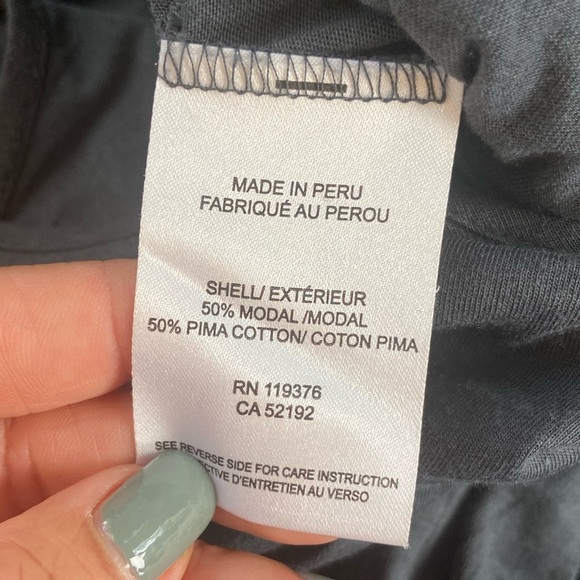 MADE IN PERU
FABRIQUÉ AU PEROU
SHELL/ EXTÉRIEUR
50% MODAL /MODAL
50% PIMA COTTON/ COTON PIMA
RN 119376
CA 52192
SEE REVERSE SIDE FOR CARE INSTRUCTION
D'ENTRETIEN AU VERSO